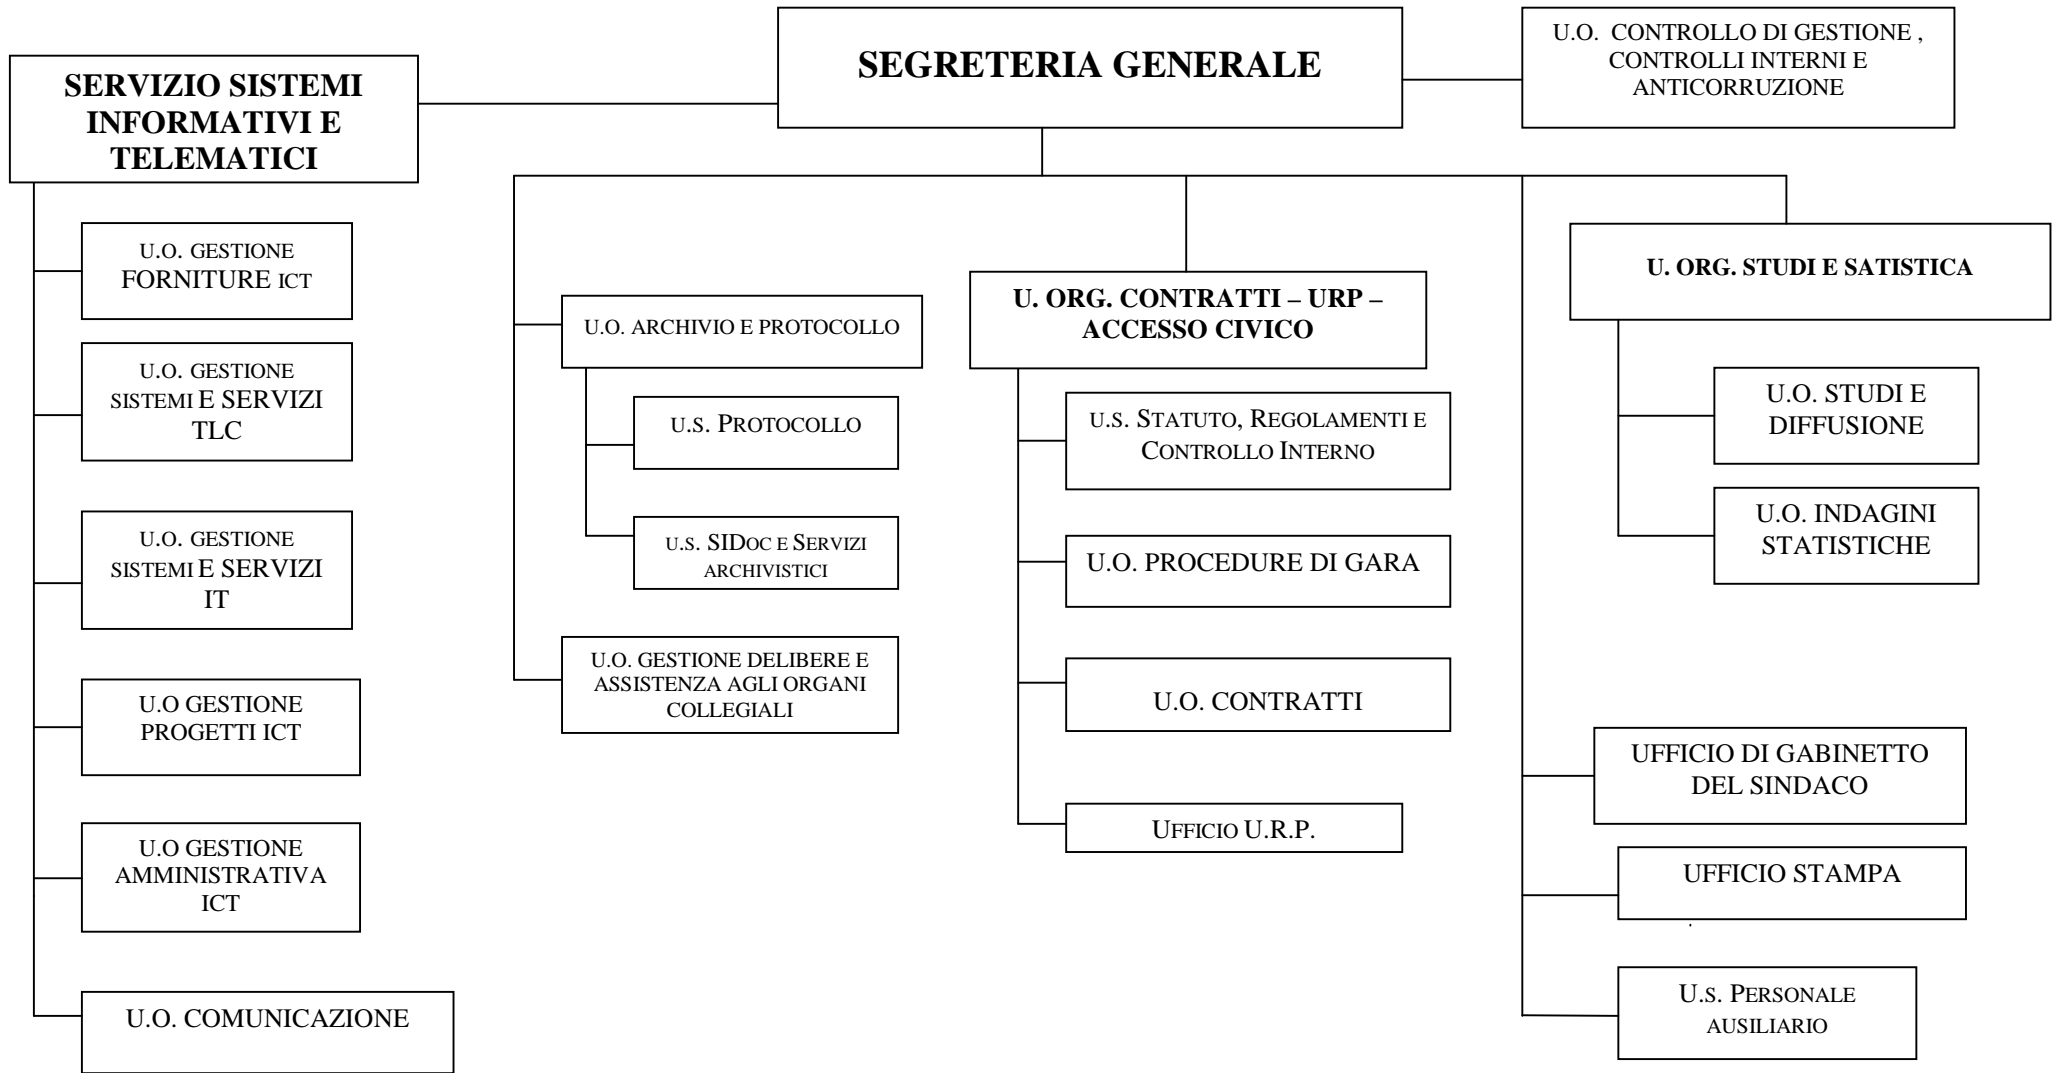 SEGRETERIA GENERALE
U.O. CONTROLLO DI GESTIONE ,
CONTROLLI INTERNI E
ANTICORRUZIONE
SERVIZIO SISTEMI
INFORMATIVI E
TELEMATICI
U.O. GESTIONE
FORNITURE ICT
U.O. GESTIONE
SISTEMI E SERVIZI
TLC
U.O. GESTIONE
SISTEMI E SERVIZI
IT
U.O GESTIONE
PROGETTI ICT
U.O GESTIONE
AMMINISTRATIVA
ICT
U.O. COMUNICAZIONE
U.O. ARCHIVIO E PROTOCOLLO
U.S. PROTOCOLLO
U.S. SIDOC E SERVIZI
ARCHIVISTICI
U.O. GESTIONE DELIBERE E
ASSISTENZA AGLI ORGANI
COLLEGIALI
U. ORG. CONTRATTI – URP –
ACCESSO CIVICO
U.S. STATUTO, REGOLAMENTI E
CONTROLLO INTERNO
U.O. PROCEDURE DI GARA
U.O. CONTRATTI
UFFICIO U.R.P.
U. ORG. STUDI E SATISTICA
U.O. STUDI E
DIFFUSIONE
U.O. INDAGINI
STATISTICHE
UFFICIO DI GABINETTO
DEL SINDACO
UFFICIO STAMPA
U.S. PERSONALE
AUSILIARIO